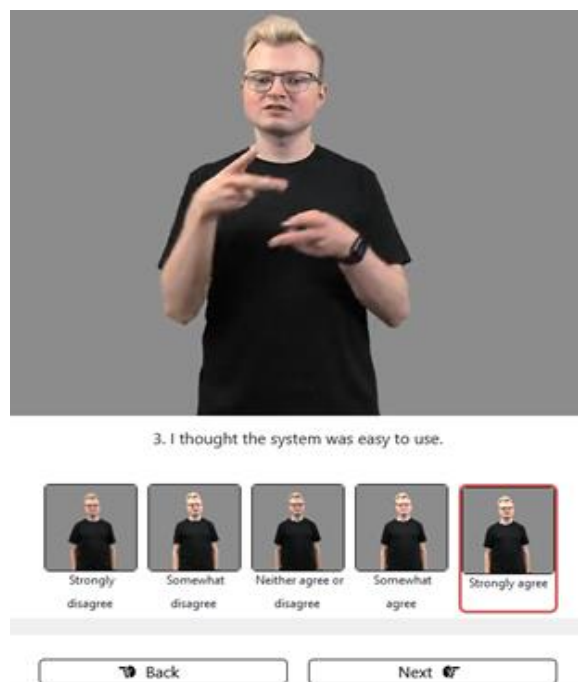 3. I thought the system was easy to use.
Strongly disagree
Somewhat disagree
Neither agree or disagree
Somewhat agree
Strongly agree
Back
Next